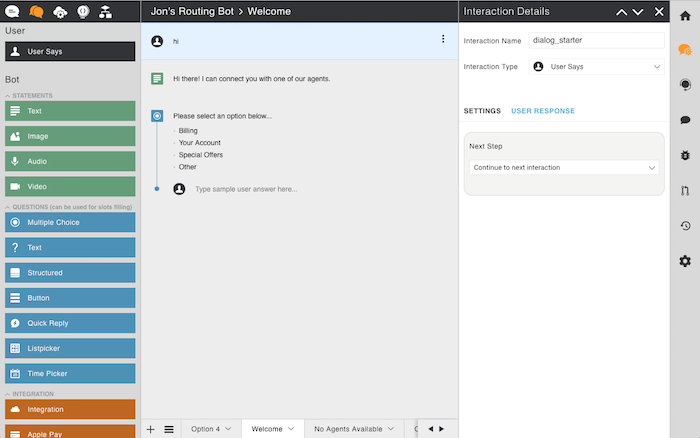 User
User Says
Bot
STATEMENTS
Text
Image
Audio
Video
QUESTIONS (can be used for slots filling)
Multiple Choice
Text
Structured
Button
Quick Reply
Listpicker
Time Picker
INTEGRATION
Integration
Apple Pay
Jon's Routing Bot > Welcome
hi
Hi there! I can connect you with one of our agents.
Please select an option below...
- Billing
- Your Account
- Special Offers
- Other
Type sample user answer here...
Option 4
Welcome
No Agents Available
Interaction Details
Interaction Name dialog_starter
Interaction Type User Says
SETTINGS USER RESPONSE
Next Step
Continue to next interaction